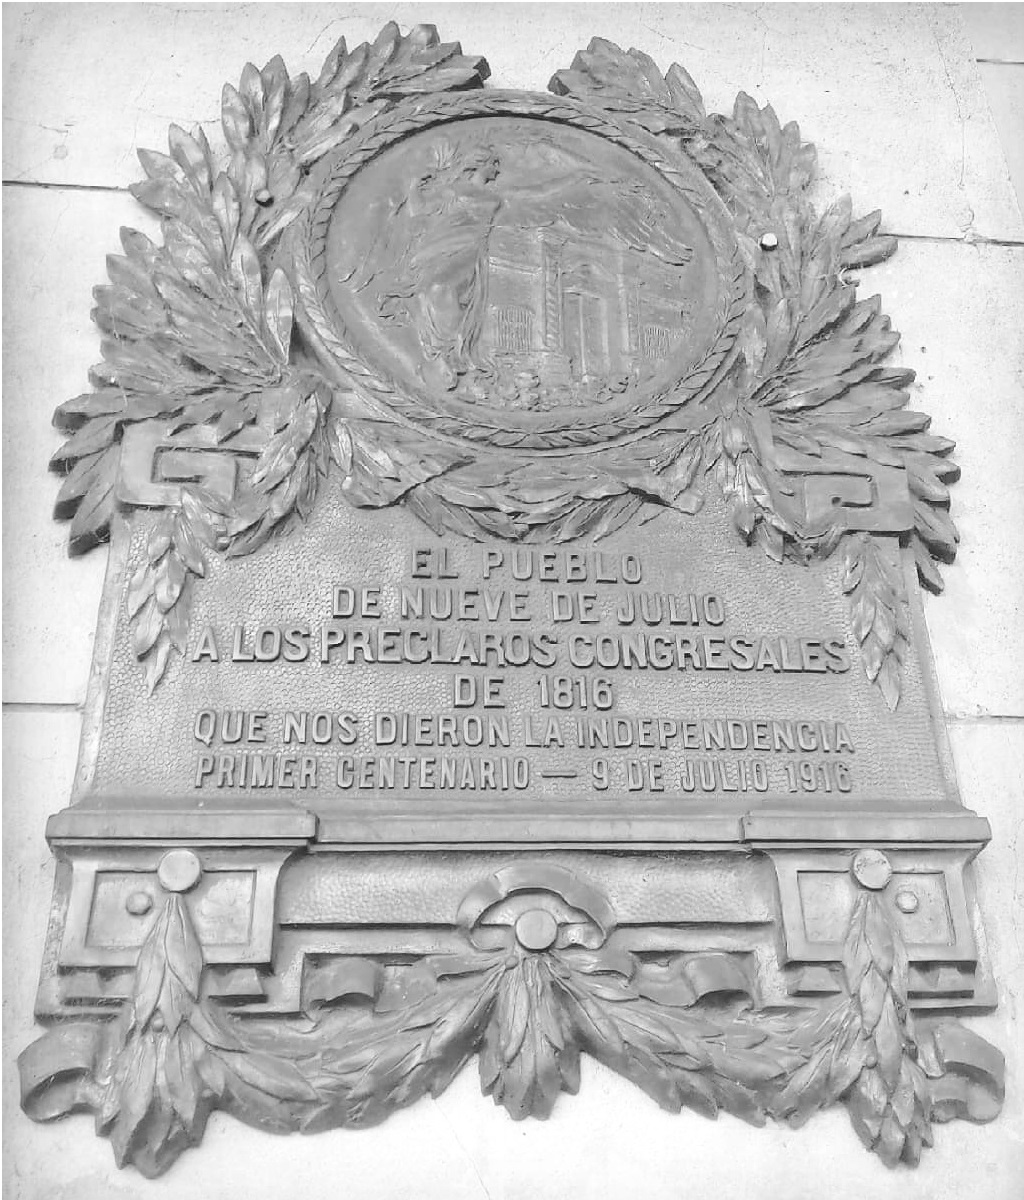 EL PUEBLO
DE NUEVE DE JULIO
A LOS PRECLAROS CONGRESALES
DE 1816
QUE NOS DIERON LA INDEPENDENCIA
PRIMER CENTENARIO — 9 DE JULIO 1916